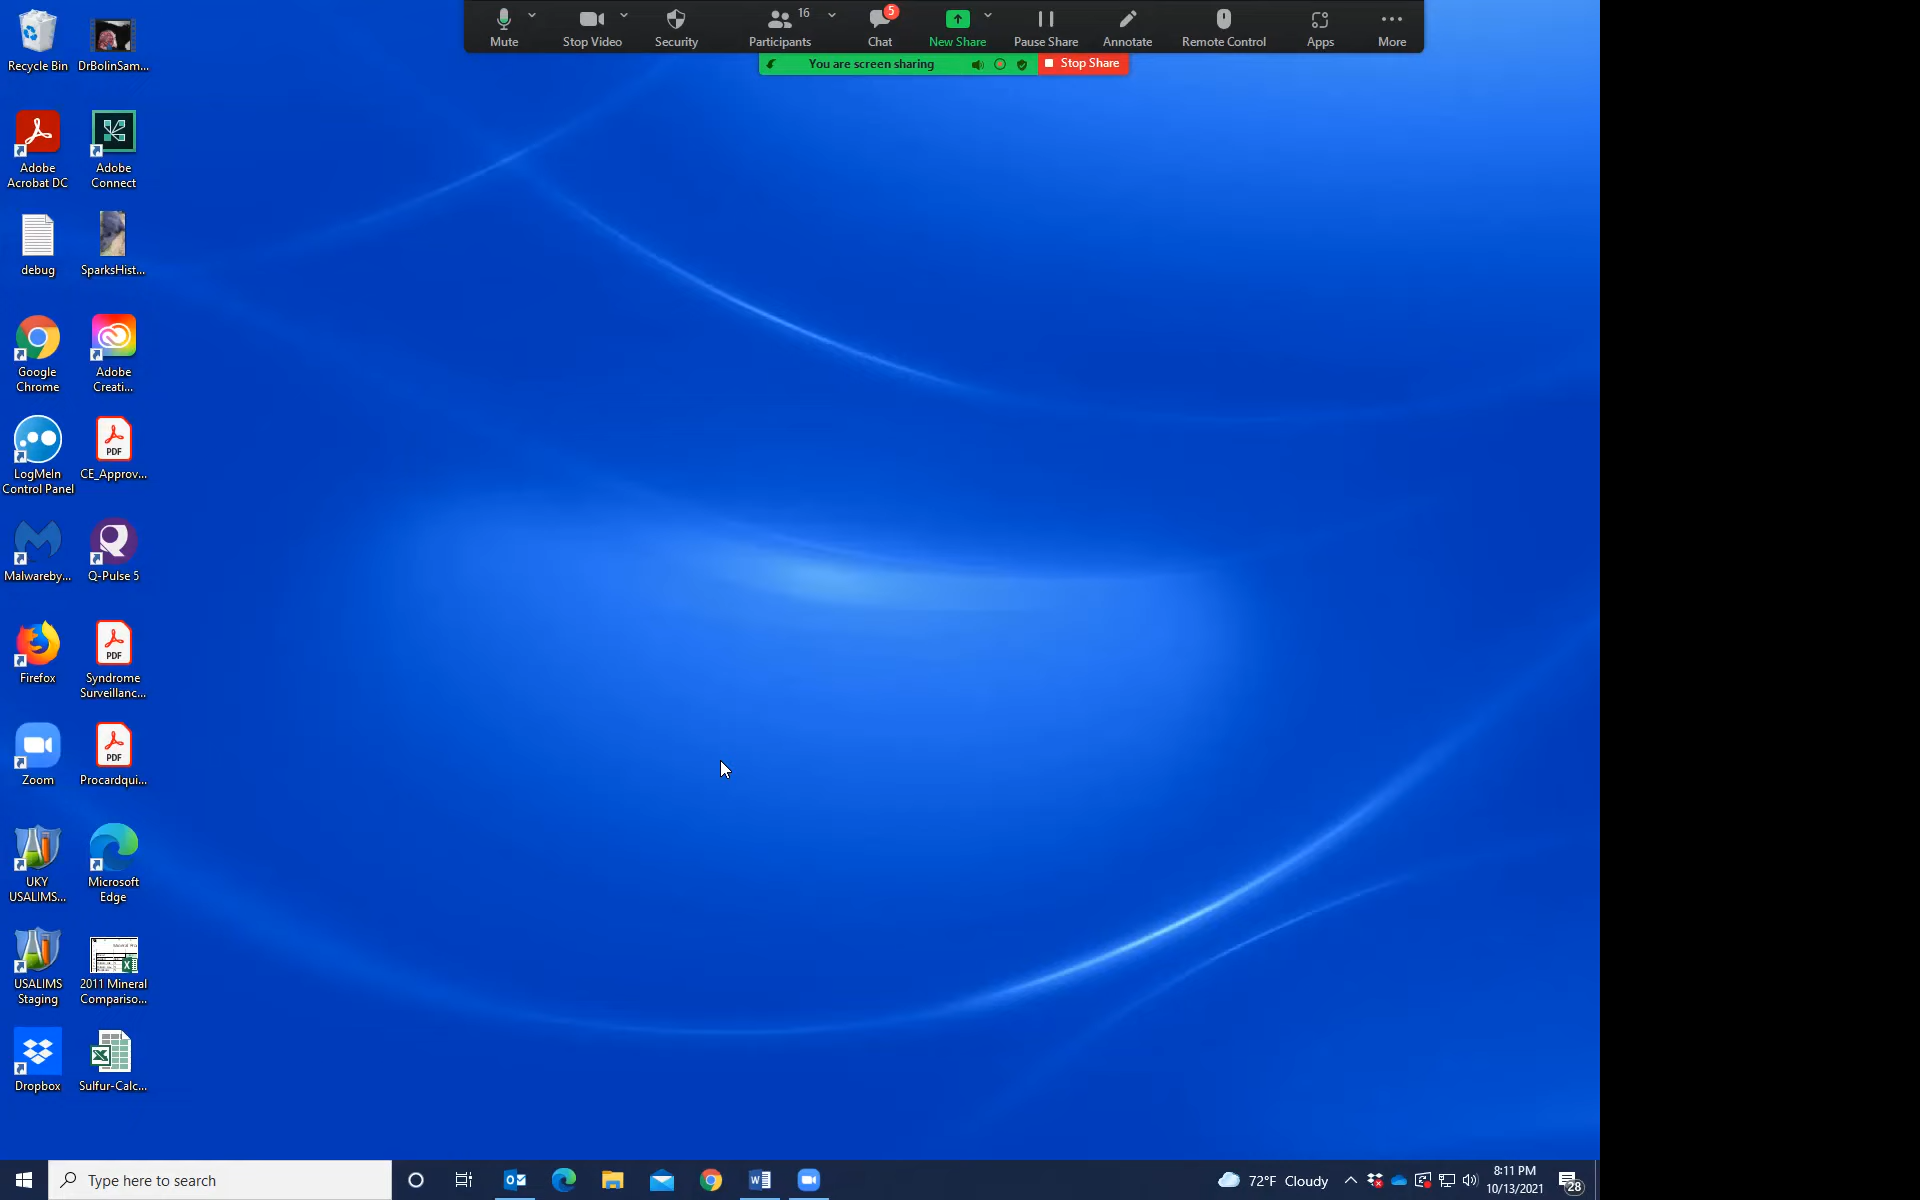 16
5
Mute
Stop Video
Security
Participants
Chat
New Share
Pause Share
Annotate
Remote Control
Apps
More
You are screen sharing
Stop Share
Recycle Bin
DrBolinSam...
Adobe
Acrobat DC
Adobe
Connect
debug
SparksHist...
Google
Chrome
Adobe
Creati...
LogMeIn
Control Panel
PDF
CE_Approv...
Malwareby...
Q-Pulse 5
Firefox
PDF
Syndrome
Surveillanc...
Zoom
PDF
Procardqui...
UKY
USALIMS...
Microsoft
Edge
USALIMS
Staging
2011 Mineral
Compariso...
Dropbox
Sulfur-Calc...
Type here to search
72°F Cloudy
8:11 PM
10/13/2021
28